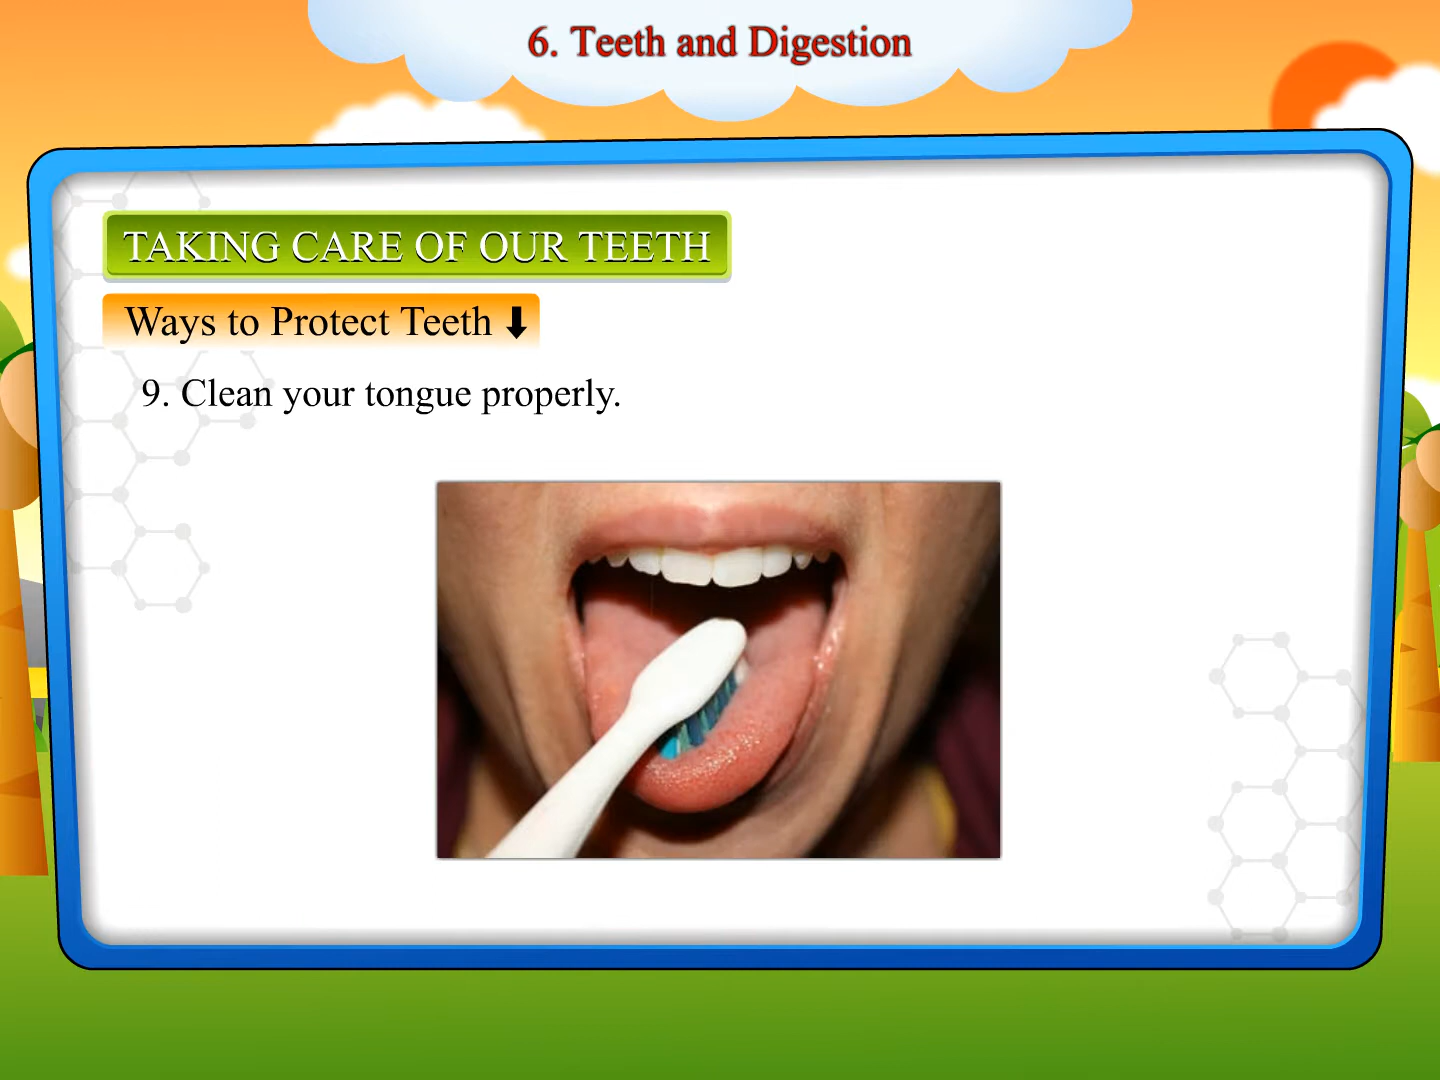 6. Teeth and Digestion
TAKING CARE OF OUR TEETH
Ways to Protect Teeth ⬇
9. Clean your tongue properly.